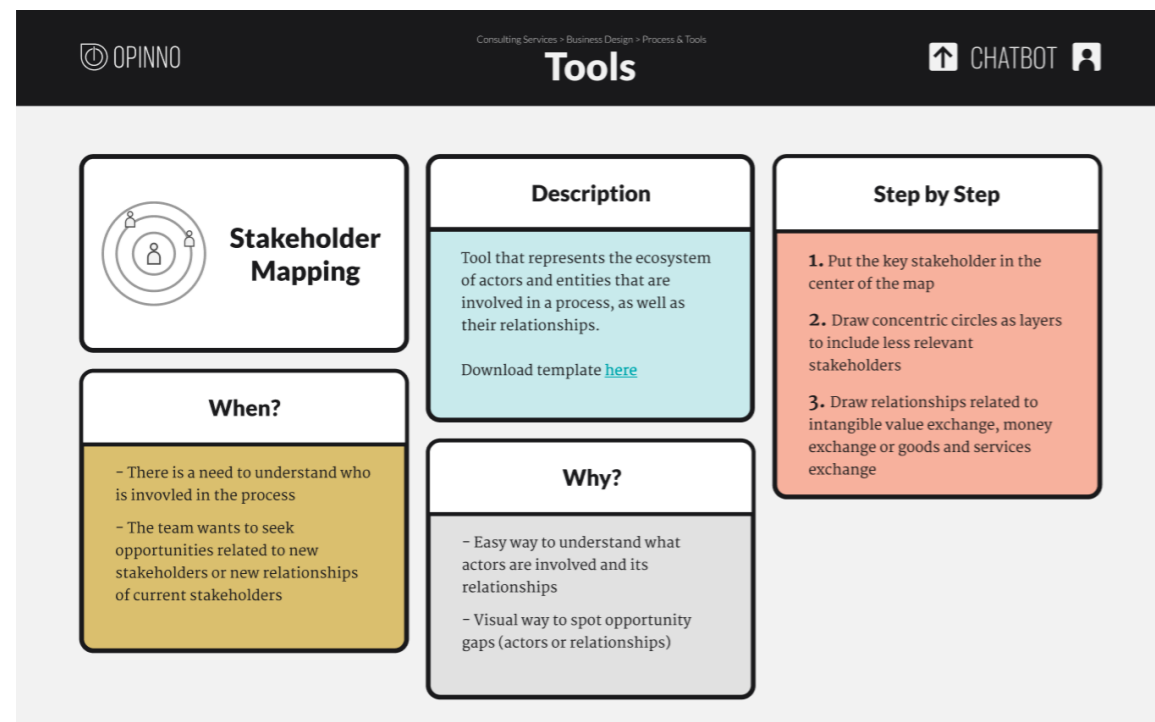 OPINNO
Consulting Services > Business Design > Process & Tools
Tools
CHATBOT
Stakeholder
Mapping
When?
- There is a need to understand who
is invovled in the process
- The team wants to seek
opportunities related to new
stakeholders or new relationships
of current stakeholders
Description
Tool that represents the ecosystem
of actors and entities that are
involved in a process, as well as
their relationships.
Download template here
Why?
- Easy way to understand what
actors are involved and its
relationships
- Visual way to spot opportunity
gaps (actors or relationships)
Step by Step
1. Put the key stakeholder in the
center of the map
2. Draw concentric circles as layers
to include less relevant
stakeholders
3. Draw relationships related to
intangible value exchange, money
exchange or goods and services
exchange